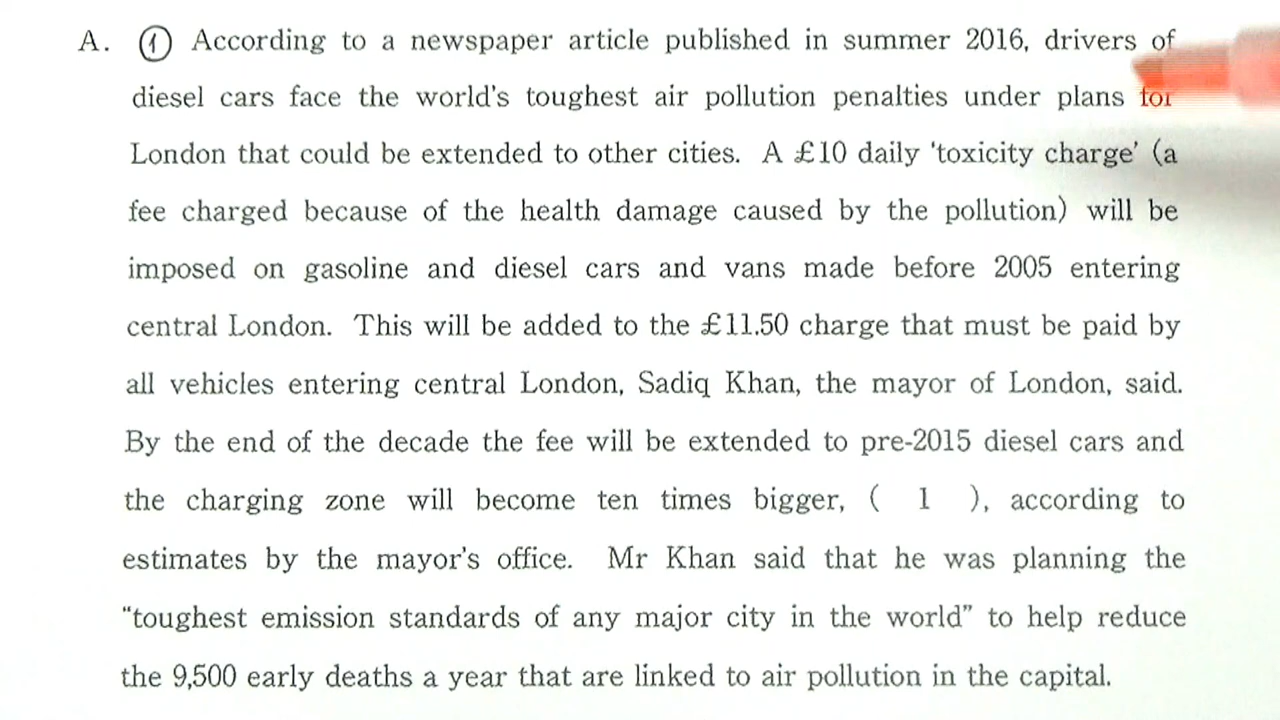 A. ① According to a newspaper article published in summer 2016, drivers of
diesel cars face the world's toughest air pollution penalties under plans for
London that could be extended to other cities. A £10 daily 'toxicity charge' (a
fee charged because of the health damage caused by the pollution) will be
imposed on gasoline and diesel cars and vans made before 2005 entering
central London. This will be added to the £11.50 charge that must be paid by
all vehicles entering central London, Sadiq Khan, the mayor of London, said.
By the end of the decade the fee will be extended to pre-2015 diesel cars and
the charging zone will become ten times bigger, ( 1 ), according to
estimates by the mayor's office. Mr Khan said that he was planning the
“toughest emission standards of any major city in the world” to help reduce
the 9,500 early deaths a year that are linked to air pollution in the capital.